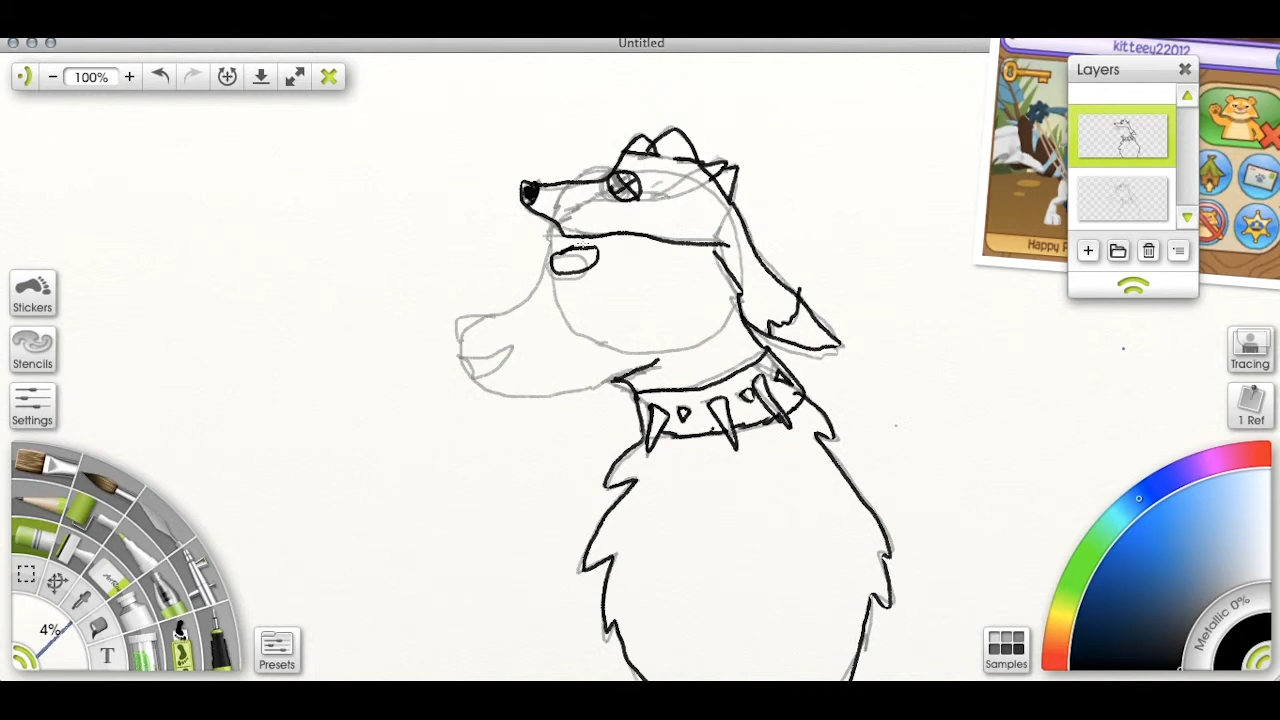 Untitled
kitteey22012
100%
Layers
Happy P
Stickers
Stencils
Settings
Tracing
1 Ref
4%
T
Presets
Samples
Metallic 0%